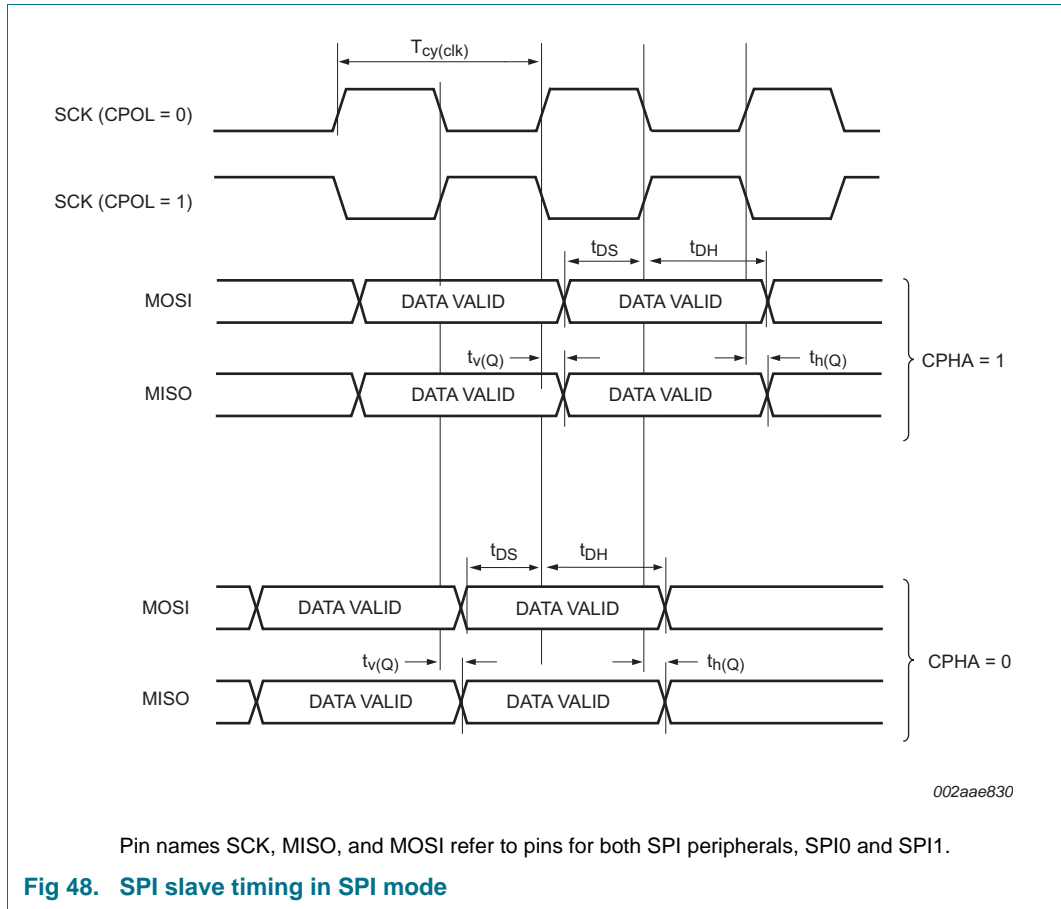 Tcy(clk)
SCK (CPOL = 0)
SCK (CPOL = 1)
tDS tDH
MOSI DATA VALID DATA VALID
tv(Q) th(Q)
CPHA = 1
MISO DATA VALID DATA VALID
tDS tDH
MOSI DATA VALID DATA VALID
tv(Q) th(Q)
CPHA = 0
MISO DATA VALID DATA VALID
002aae830
Pin names SCK, MISO, and MOSI refer to pins for both SPI peripherals, SPI0 and SPI1.
Fig 48. SPI slave timing in SPI mode